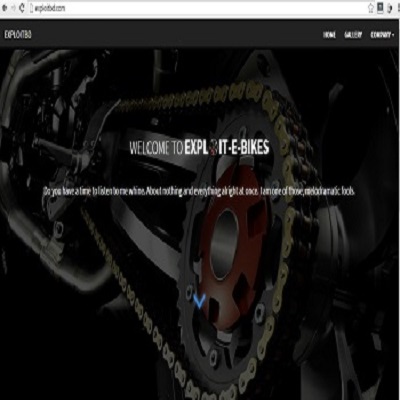 exploitbd.com
EXPLOITBD
HOME GALLERY COMPANY
WELCOME TO EXPL IT-E-BIKES
Do you have a time to listen to me whine. About nothing and everything alright at once. I am one of those, melodramatic fools.